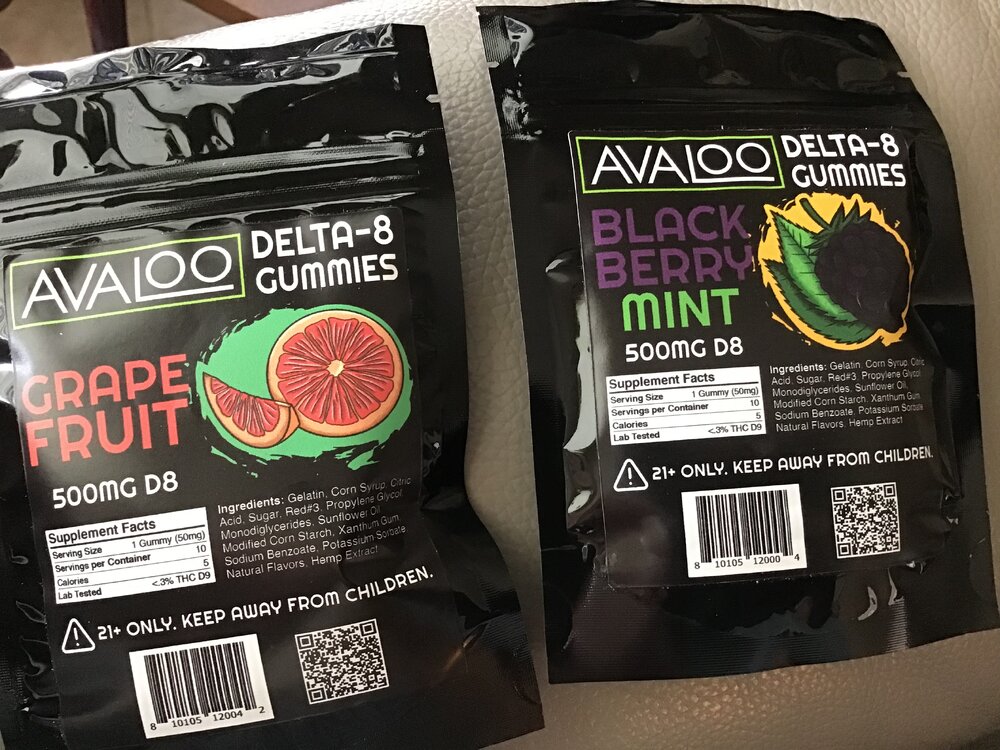 AVALOO
DELTA-8
GUMMIES
GRAPE
FRUIT
500MG D8
Supplement Facts
Serving Size 1 Gummy (50mg)
Servings per Container 10
Calories 5
Lab Tested <.3% THC D9
Ingredients: Gelatin, Corn Syrup, Citric
Acid, Sugar, Red#3, Propylene Glycol,
Monodiglycerides, Sunflower Oil,
Modified Corn Starch, Xanthum Gum,
Sodium Benzoate, Potassium Sorbate
Natural Flavors, Hemp Extract
21+ ONLY. KEEP AWAY FROM CHILDREN.
8 10105 12004 2
AVALOO
DELTA-8
GUMMIES
BLACK
BERRY
MINT
500MG D8
Supplement Facts
Serving Size 1 Gummy (50mg)
Servings per Container 10
Calories 5
Lab Tested <.3% THC D9
Ingredients: Gelatin, Corn Syrup, Citric
Acid, Sugar, Red#3, Propylene Glycol,
Monodiglycerides, Sunflower Oil,
Modified Corn Starch, Xanthum Gum,
Sodium Benzoate, Potassium Sorbate
Natural Flavors, Hemp Extract
21+ ONLY. KEEP AWAY FROM CHILDREN.
8 10105 12000 4